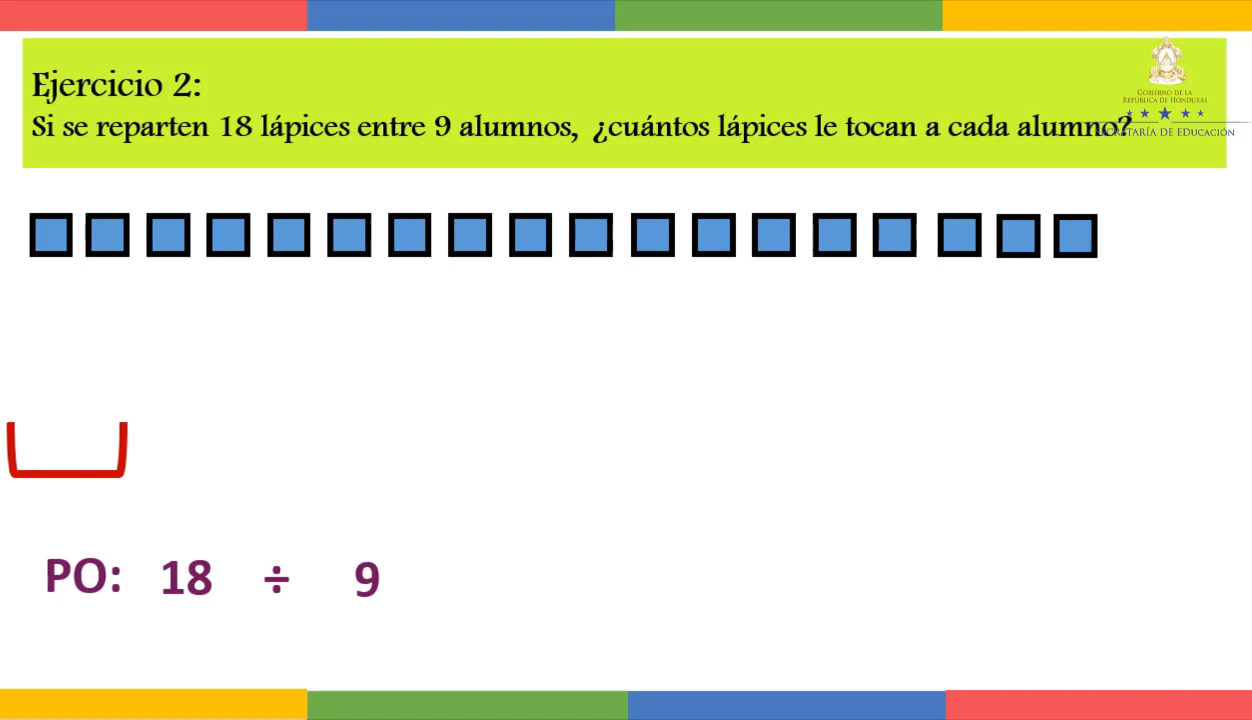 Ejercicio 2:
Si se reparten 18 lápices entre 9 alumnos, ¿cuántos lápices le tocan a cada alumno?
GOBIERNO DE LA
REPÚBLICA DE HONDURAS
SECRETARÍA DE EDUCACIÓN
PO: 18 ÷ 9